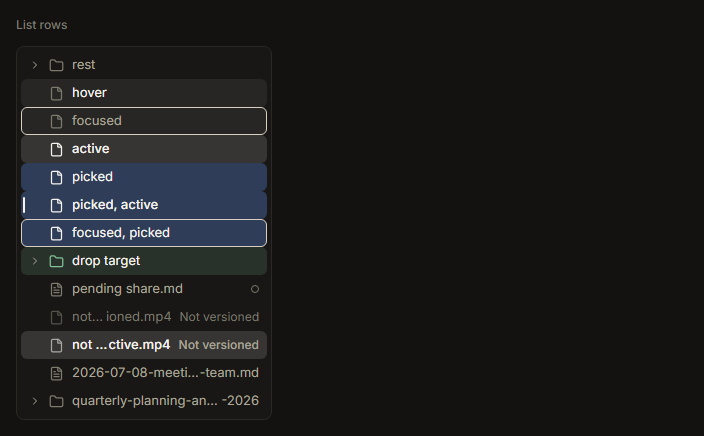 List rows
rest
hover
focused
active
picked
picked, active
focused, picked
drop target
pending share.md
not... ioned.mp4 Not versioned
not ...ctive.mp4 Not versioned
2026-07-08-meeti...-team.md
quarterly-planning-an... -2026